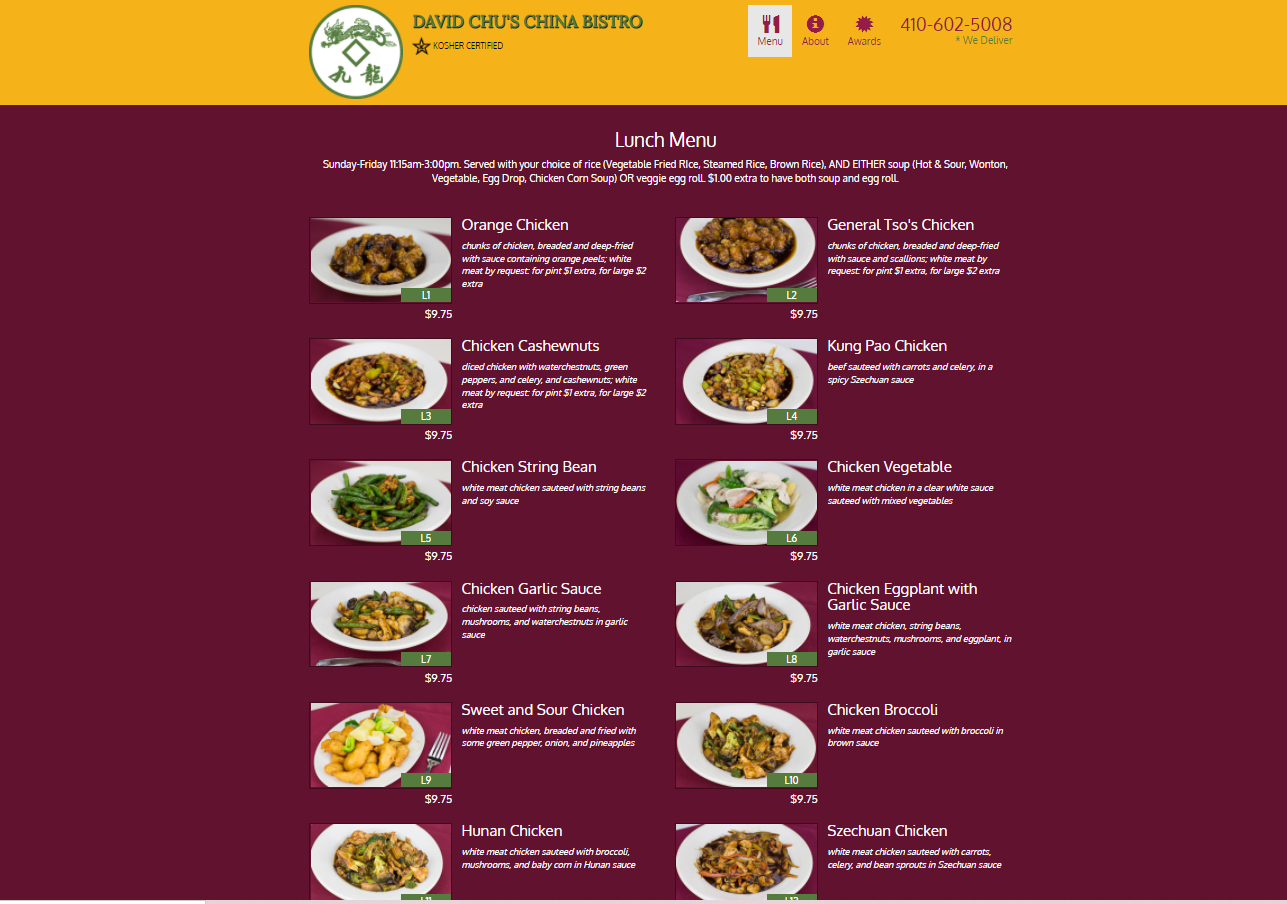 DAVID CHU'S CHINA BISTRO
KOSHER CERTIFIED
九龍
Menu
About
Awards
410-602-5008
* We Deliver
Lunch Menu
Sunday-Friday 11:15am-3:00pm. Served with your choice of rice (Vegetable Fried RIce, Steamed Rice, Brown Rice), AND EITHER soup (Hot & Sour, Wonton,
Vegetable, Egg Drop, Chicken Corn Soup) OR veggie egg roll. $1.00 extra to have both soup and egg roll.
Orange Chicken
chunks of chicken, breaded and deep-fried
with sauce containing orange peels; white
meat by request: for pint $1 extra, for large $2
extra
L1
$9.75
General Tso's Chicken
chunks of chicken, breaded and deep-fried
with sauce and scallions; white meat by
request: for pint $1 extra, for large $2 extra
L2
$9.75
Chicken Cashewnuts
diced chicken with waterchestnuts, green
peppers, and celery, and cashewnuts; white
meat by request: for pint $1 extra, for large $2
extra
L3
$9.75
Kung Pao Chicken
beef sauteed with carrots and celery, in a
spicy Szechuan sauce
L4
$9.75
Chicken String Bean
white meat chicken sauteed with string beans
and soy sauce
L5
$9.75
Chicken Vegetable
white meat chicken in a clear white sauce
sauteed with mixed vegetables
L6
$9.75
Chicken Garlic Sauce
chicken sauteed with string beans,
mushrooms, and waterchestnuts in garlic
sauce
L7
$9.75
Chicken Eggplant with
Garlic Sauce
white meat chicken, string beans,
waterchestnuts, mushrooms, and eggplant, in
garlic sauce
L8
$9.75
Sweet and Sour Chicken
white meat chicken, breaded and fried with
some green pepper, onion, and pineapples
L9
$9.75
Chicken Broccoli
white meat chicken sauteed with broccoli in
brown sauce
L10
$9.75
Hunan Chicken
white meat chicken sauteed with broccoli,
mushrooms, and baby corn in Hunan sauce
Szechuan Chicken
white meat chicken sauteed with carrots,
celery, and bean sprouts in Szechuan sauce